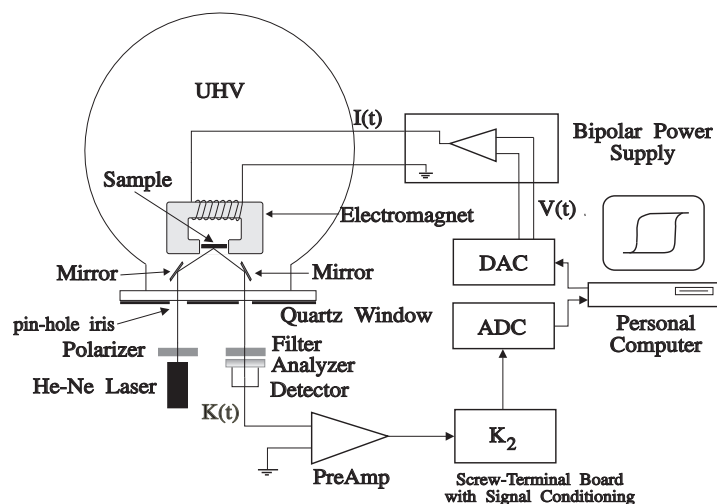 UHV
I(t)
Bipolar Power
Supply
Sample
Electromagnet
V(t)
Mirror
Mirror
DAC
Quartz Window
pin-hole iris
ADC
Personal
Computer
Polarizer
Filter
Analyzer
Detector
He-Ne Laser
K(t)
K2
PreAmp
Screw-Terminal Board
with Signal Conditioning